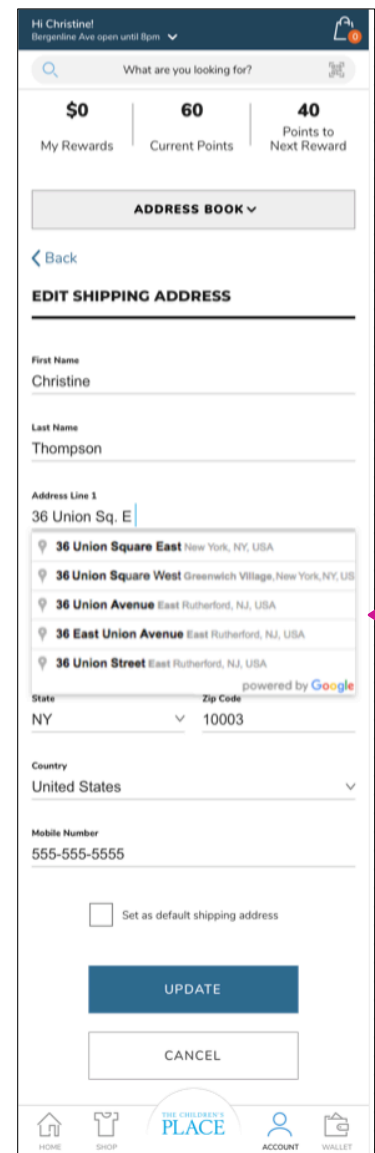 Hi Christine!
Bergenline Ave open until 8pm
0
What are you looking for?
$0 60 40
My Rewards Current Points Points to
Next Reward
ADDRESS BOOK
Back
EDIT SHIPPING ADDRESS
First Name
Christine
Last Name
Thompson
Address Line 1
36 Union Sq. E
36 Union Square East New York, NY, USA
36 Union Square West Greenwich Village, New York, NY, US
36 Union Avenue East Rutherford, NJ, USA
36 East Union Avenue East Rutherford, NJ, USA
36 Union Street East Rutherford, NJ, USA
powered by Google
State Zip Code
NY 10003
Country
United States
Mobile Number
555-555-5555
Set as default shipping address
UPDATE
CANCEL
THE CHILDREN'S
PLACE
HOME SHOP ACCOUNT WALLET